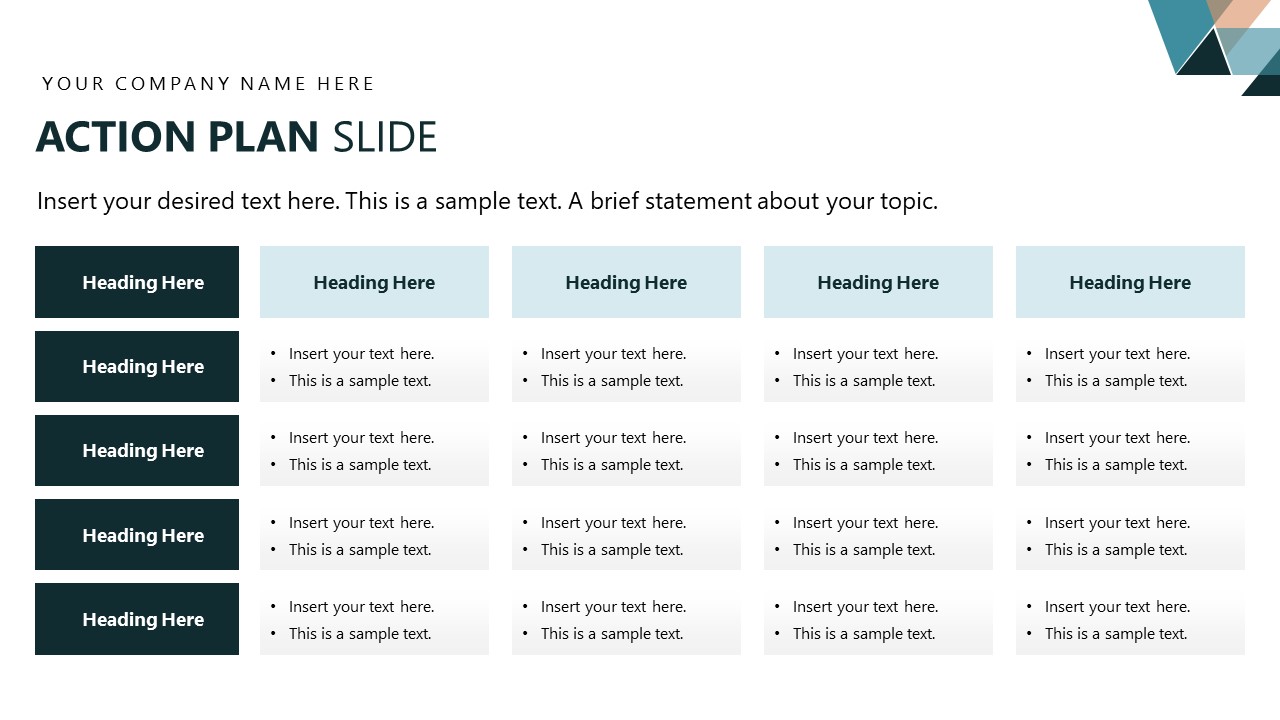 YOUR COMPANY NAME HERE
ACTION PLAN SLIDE
Insert your desired text here. This is a sample text. A brief statement about your topic.
Heading Here Heading Here Heading Here Heading Here Heading Here
Heading Here
• Insert your text here.
• This is a sample text.
• Insert your text here.
• This is a sample text.
• Insert your text here.
• This is a sample text.
• Insert your text here.
• This is a sample text.
Heading Here
• Insert your text here.
• This is a sample text.
• Insert your text here.
• This is a sample text.
• Insert your text here.
• This is a sample text.
• Insert your text here.
• This is a sample text.
Heading Here
• Insert your text here.
• This is a sample text.
• Insert your text here.
• This is a sample text.
• Insert your text here.
• This is a sample text.
• Insert your text here.
• This is a sample text.
Heading Here
• Insert your text here.
• This is a sample text.
• Insert your text here.
• This is a sample text.
• Insert your text here.
• This is a sample text.
• Insert your text here.
• This is a sample text.